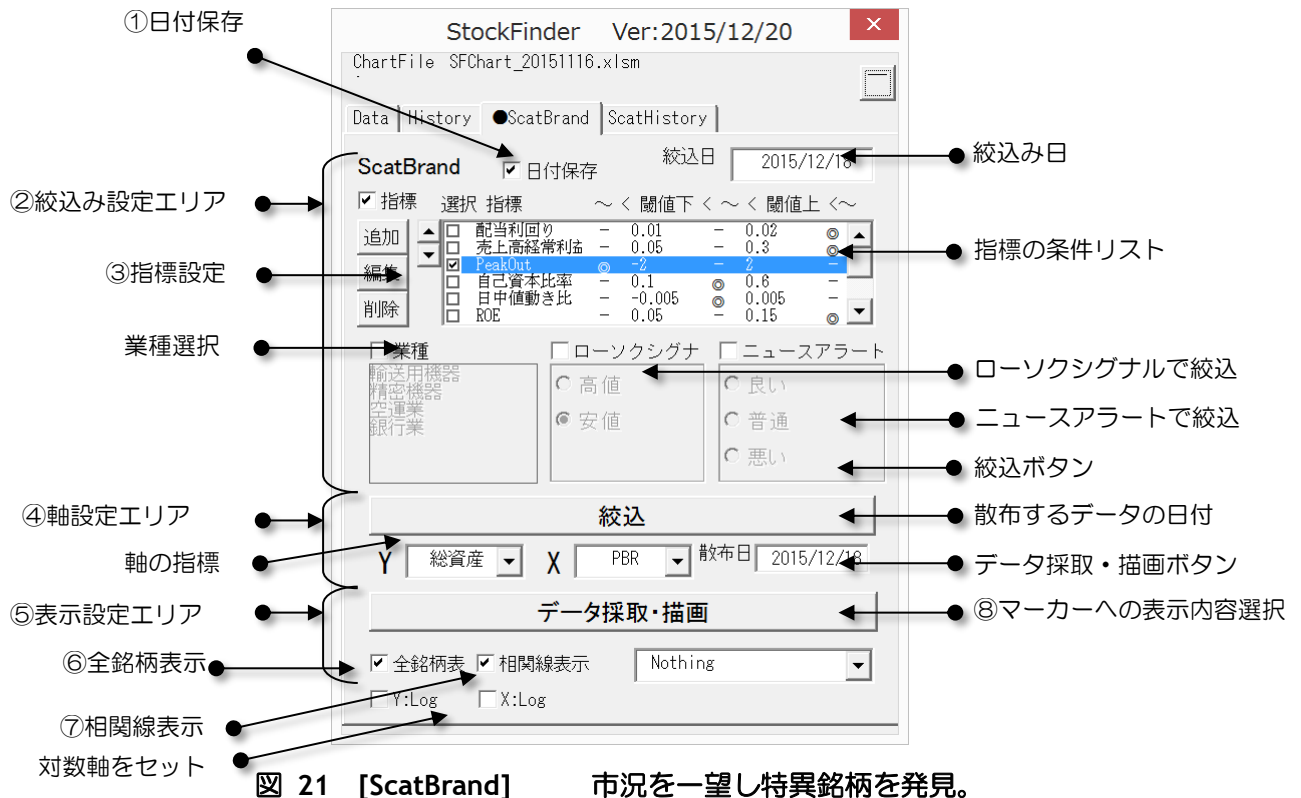 ①日付保存
StockFinder Ver:2015/12/20
ChartFile SFChart_20151116.xlsm
Data History ●ScatBrand ScatHistory
ScatBrand 日付保存 絞込日 2015/12/18
絞込み日
②絞込み設定エリア
指標 選択 指標 ～ < 閾値下 < ～ < 閾値上 <～
追加
編集
削除
配当利回り － 0.01 － 0.02 ◎
売上高経常利益 － 0.05 － 0.3 ◎
PeakOut ◎ -2 － 2 －
自己資本比率 － 0.1 ◎ 0.6 －
日中値動き比 － -0.005 ◎ 0.005 －
ROE － 0.05 － 0.15 ◎
指標の条件リスト
③指標設定
業種選択
業種 ローソクシグナ ニュースアラート
輸送用機器
精密機器
空運業
銀行業
高値
安値
良い
普通
悪い
ローソクシグナルで絞込
ニュースアラートで絞込
絞込ボタン
④軸設定エリア
絞込
散布するデータの日付
軸の指標
Y 総資産 X PBR 散布日 2015/12/18
データ採取・描画ボタン
⑤表示設定エリア
データ採取・描画
⑧マーカーへの表示内容選択
⑥全銘柄表示
全銘柄表 相関線表示 Nothing
Y:Log X:Log
⑦相関線表示
対数軸をセット
図 21 [ScatBrand] 市況を一望し特異銘柄を発見。